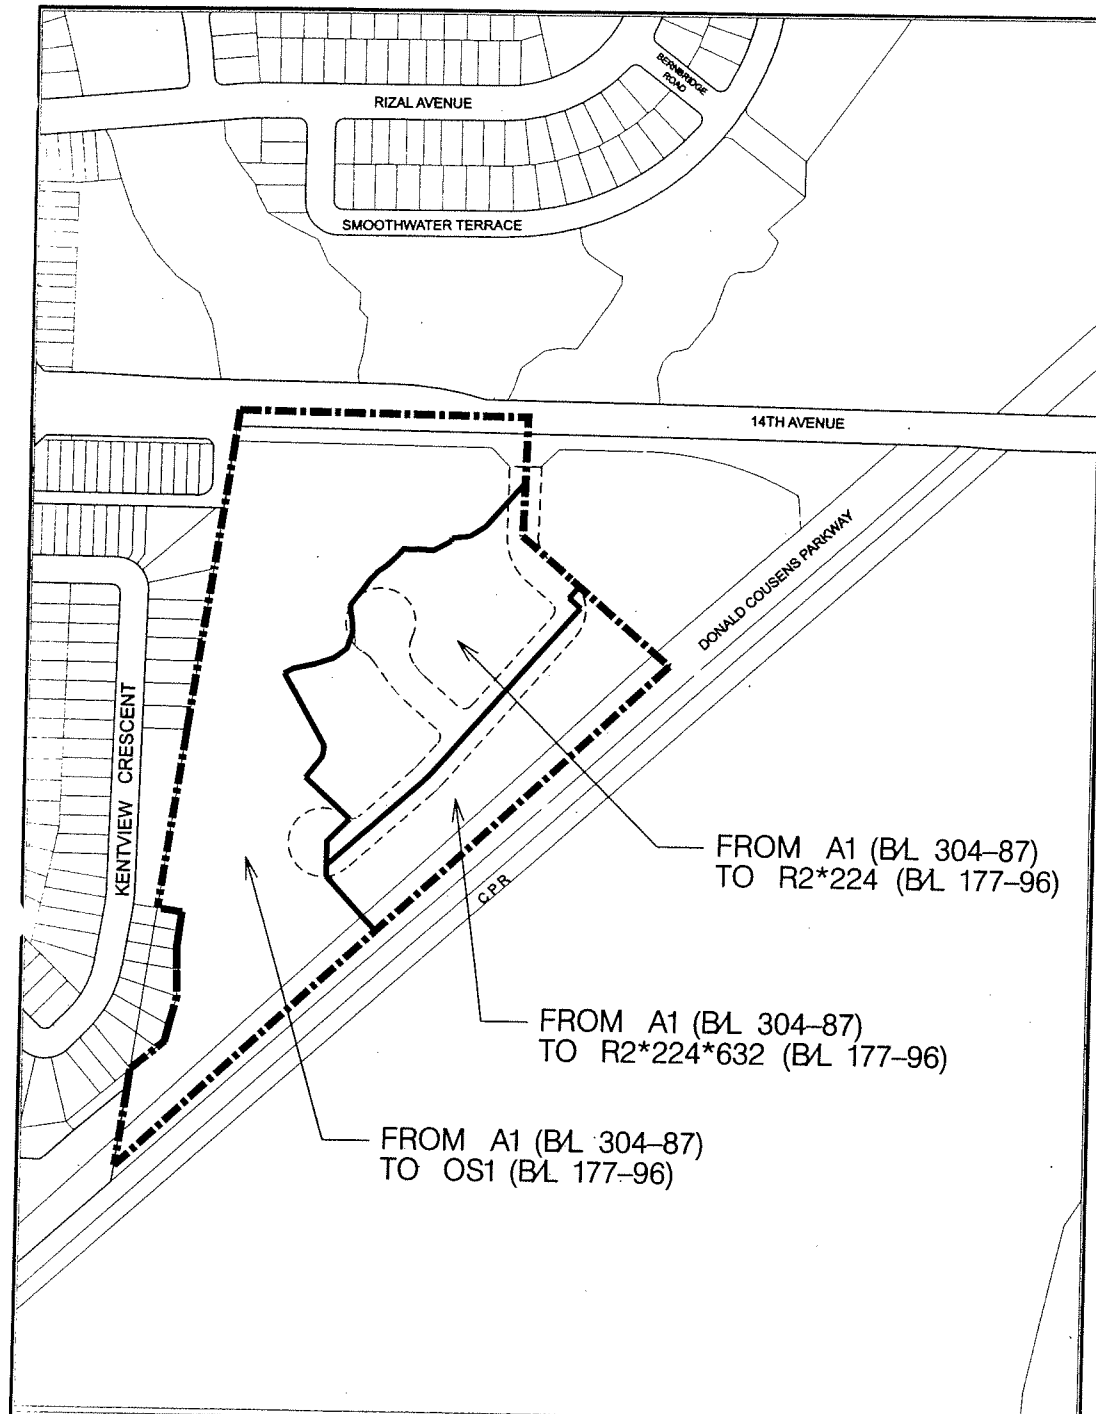 BERNBRIDGE
ROAD
RIZAL AVENUE
SMOOTHWATER TERRACE
14TH AVENUE
DONALD COUSENS PARKWAY
KENTVIEW CRESCENT
C.P.R
FROM A1 (B/L 304-87)
TO R2*224 (B/L 177-96)
FROM A1 (B/L 304-87)
TO R2*224*632 (B/L 177-96)
FROM A1 (B/L 304-87)
TO OS1 (B/L 177-96)